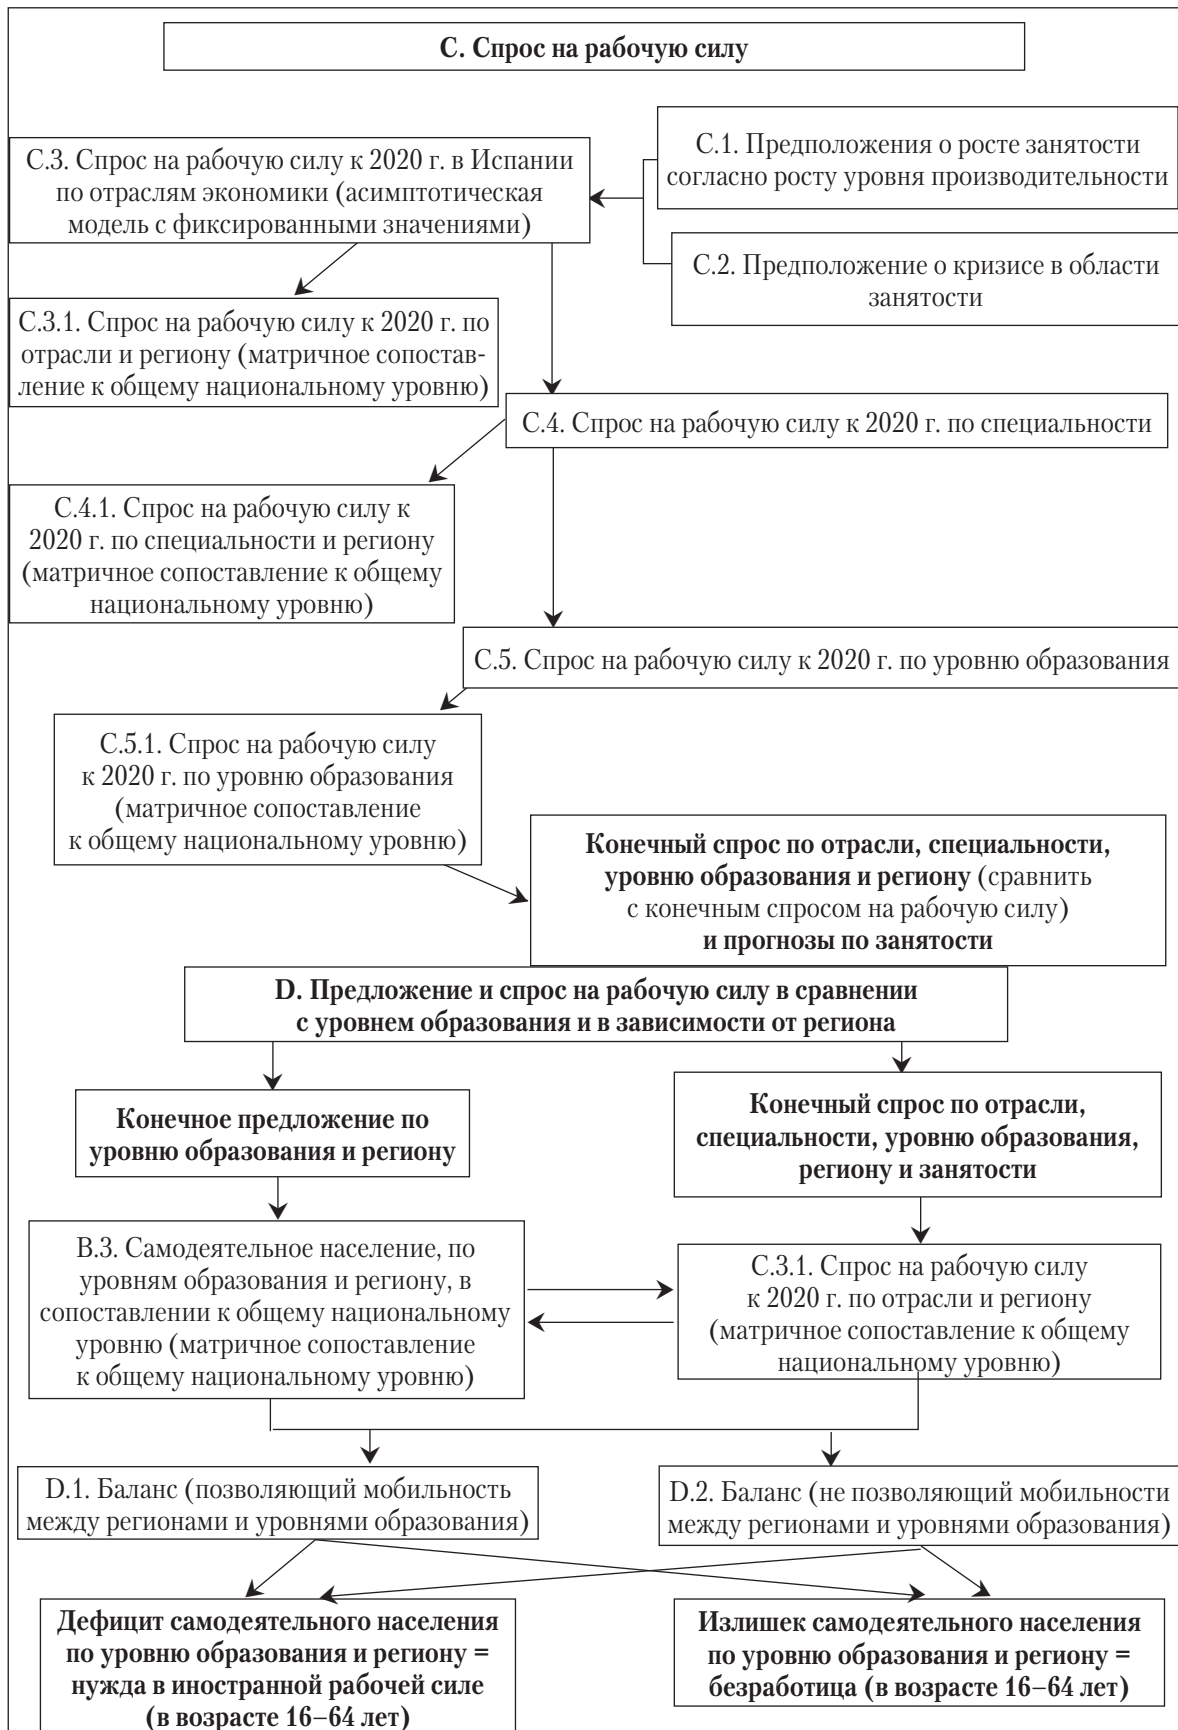 С. Спрос на рабочую силу
С.1. Предположения о росте занятости
согласно росту уровня производительности
С.3. Спрос на рабочую силу к 2020 г. в Испании
по отраслям экономики (асимптотическая
модель с фиксированными значениями)
С.2. Предположение о кризисе в области
занятости
С.3.1. Спрос на рабочую силу к 2020 г. по
отрасли и региону (матричное сопостав-
ление к общему национальному уровню)
С.4. Спрос на рабочую силу к 2020 г. по специальности
С.4.1. Спрос на рабочую силу к
2020 г. по специальности и региону
(матричное сопоставление к общему
национальному уровню)
С.5. Спрос на рабочую силу к 2020 г. по уровню образования
С.5.1. Спрос на рабочую силу
к 2020 г. по уровню образования
(матричное сопоставление
к общему национальному уровню)
Конечный спрос по отрасли, специальности,
уровню образования и региону (сравнить
с конечным спросом на рабочую силу)
и прогнозы по занятости
D. Предложение и спрос на рабочую силу в сравнении
с уровнем образования и в зависимости от региона
Конечное предложение по
уровню образования и региону
Конечный спрос по отрасли,
специальности, уровню образования,
региону и занятости
В.3. Самодеятельное население, по
уровням образования и региону, в
сопоставлении к общему национальному
уровню (матричное сопоставление
к общему национальному уровню)
С.3.1. Спрос на рабочую силу
к 2020 г. по отрасли и региону
(матричное сопоставление к общему
национальному уровню)
D.1. Баланс (позволяющий мобильность
между регионами и уровнями образования)
D.2. Баланс (не позволяющий мобильности
между регионами и уровнями образования)
Дефицит самодеятельного населения
по уровню образования и региону =
нужда в иностранной рабочей силе
(в возрасте 16–64 лет)
Излишек самодеятельного населения
по уровню образования и региону =
безработица (в возрасте 16–64 лет)